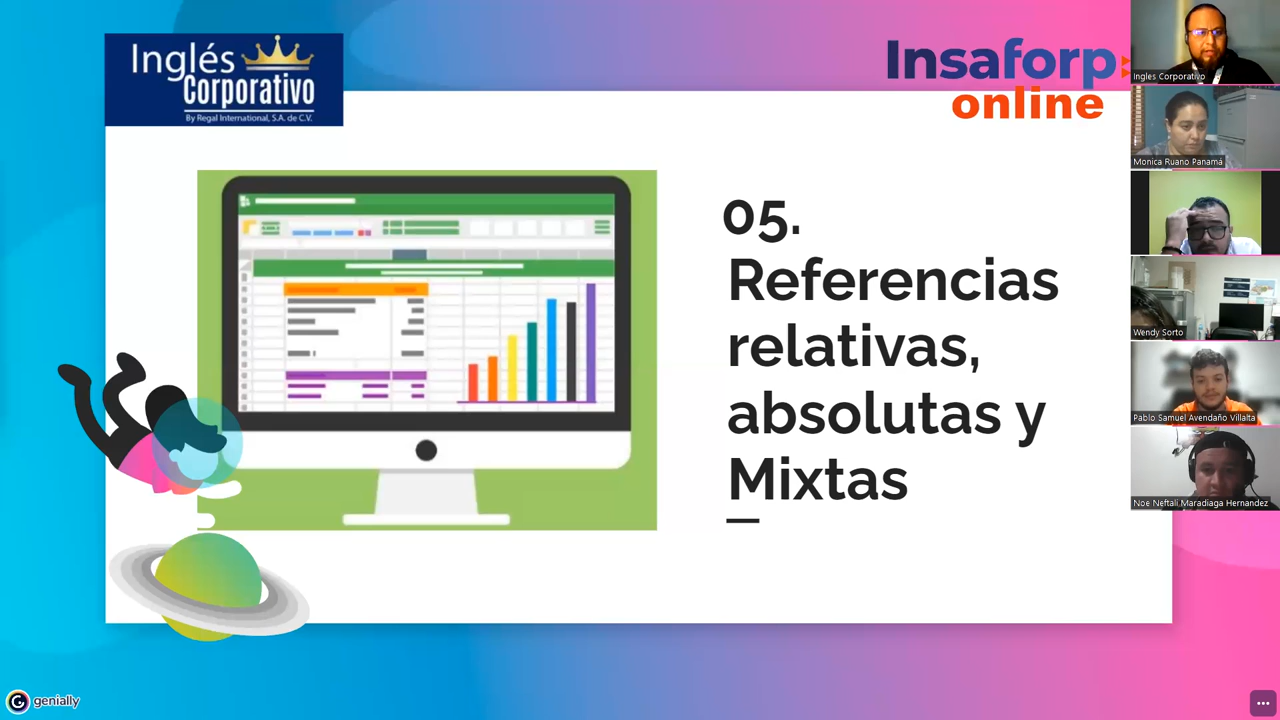 Inglés
Corporativo
By Regal International, S.A. de C.V.
Insaforp
online
05.
Referencias
relativas,
absolutas y
Mixtas
Ingles Corporativo
Monica Ruano Panamá
Wendy Sorto
Pablo Samuel Avendaño Villalta
Noe Neftali Maradiaga Hernandez
genially